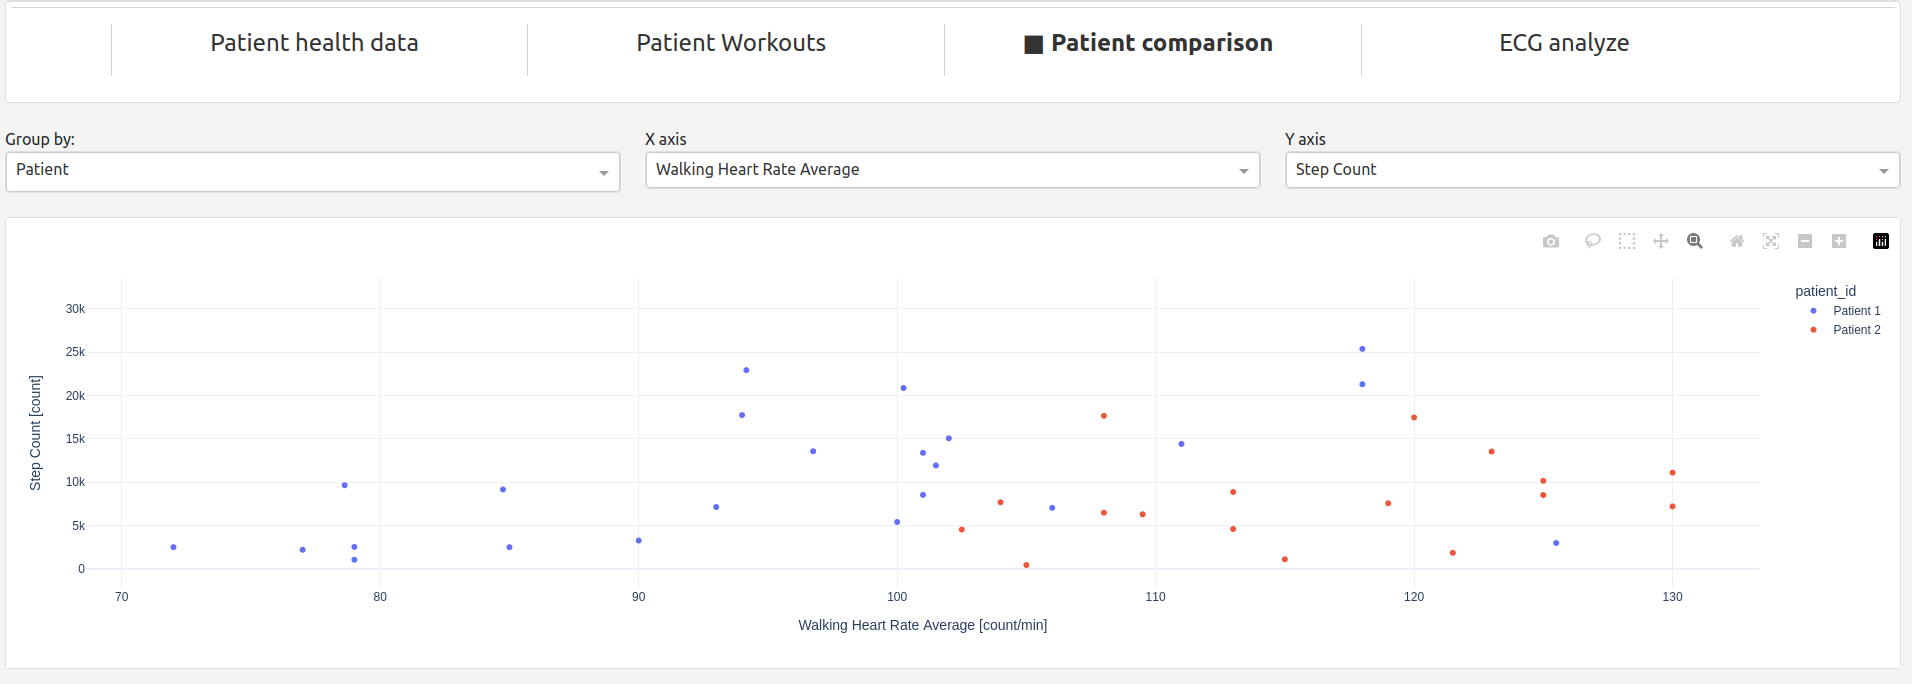 Patient health data
Patient Workouts
Patient comparison
ECG analyze
Group by:
X axis
Y axis
Patient
Walking Heart Rate Average
Step Count
patient_id
Patient 1
Patient 2
30k
25k
20k
15k
10k
5k
0
Step Count [count]
70 80 90 100 110 120 130
Walking Heart Rate Average [count/min]